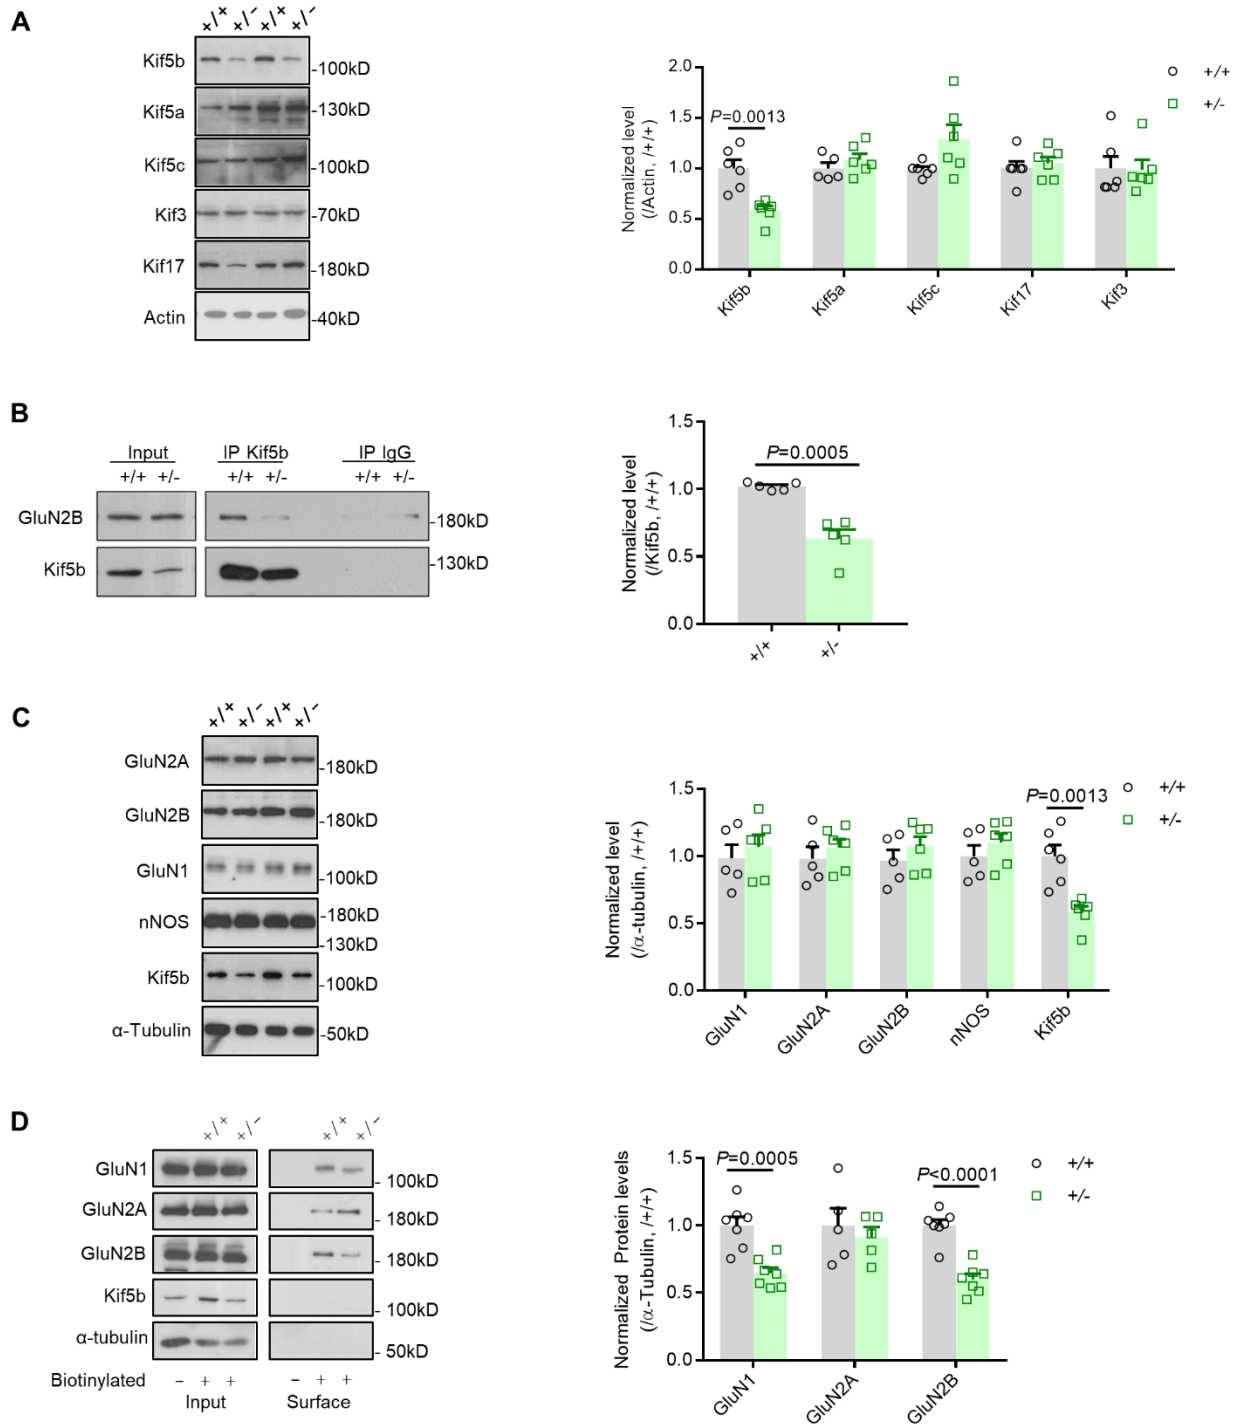 A
+/+ +/- +/+ +/-
Kif5b
-100kD
Kif5a
-130kD
Kif5c
-100kD
Kif3
-70kD
Kif17
-180kD
Actin
-40kD
Normalized level
(/Actin, /+/+)
2.0
1.5
1.0
0.5
0.0
P=0.0013
Kif5b Kif5a Kif5c Kif17 Kif3
+/+
+/-
B
Input IP Kif5b IP IgG
+/+ +/- +/+ +/- +/+ +/-
GluN2B
-180kD
Kif5b
-130kD
Normalized level
(/Kif5b, /+/+)
1.5
1.0
0.5
0.0
P=0.0005
+/+ +/-
C
+/+ +/- +/+ +/-
GluN2A
-180kD
GluN2B
-180kD
GluN1
-100kD
nNOS
-180kD
-130kD
Kif5b
-100kD
α-Tubulin
-50kD
Normalized level
(/α-tubulin, /+/+)
1.5
1.0
0.5
0.0
P=0.0013
GluN1 GluN2A GluN2B nNOS Kif5b
+/+
+/-
D
+/+ +/- +/+ +/-
GluN1
- 100kD
GluN2A
- 180kD
GluN2B
- 180kD
Kif5b
- 100kD
α-tubulin
- 50kD
Biotinylated − + + − + +
Input Surface
Normalized Protein levels
(/α-Tubulin, /+/+)
1.5
1.0
0.5
0.0
P=0.0005
P<0.0001
GluN1 GluN2A GluN2B
+/+
+/-